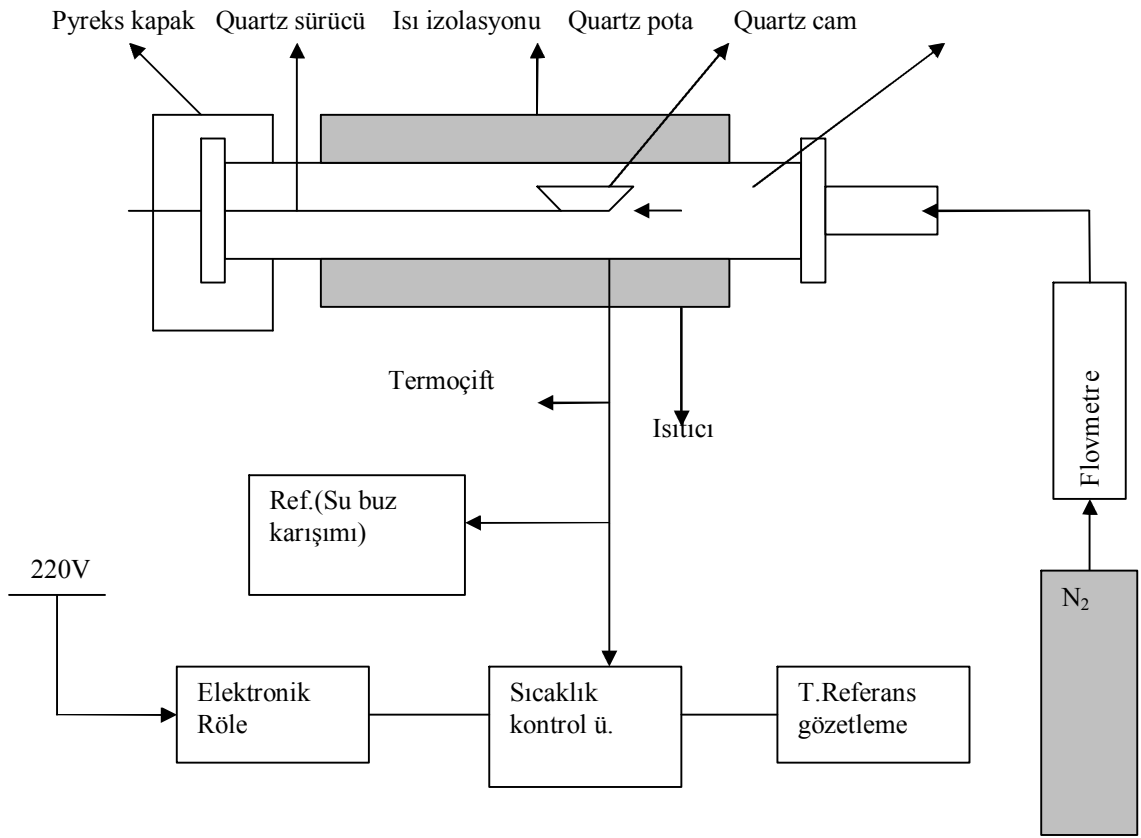 Pyreks kapak Quartz sürücü Isı izolasyonu Quartz pota Quartz cam
Termoçift
Isıtıcı
Flovmetre
Ref.(Su buz
karışımı)
220V
N₂
Elektronik
Röle
Sıcaklık
kontrol ü.
T.Referans
gözetleme